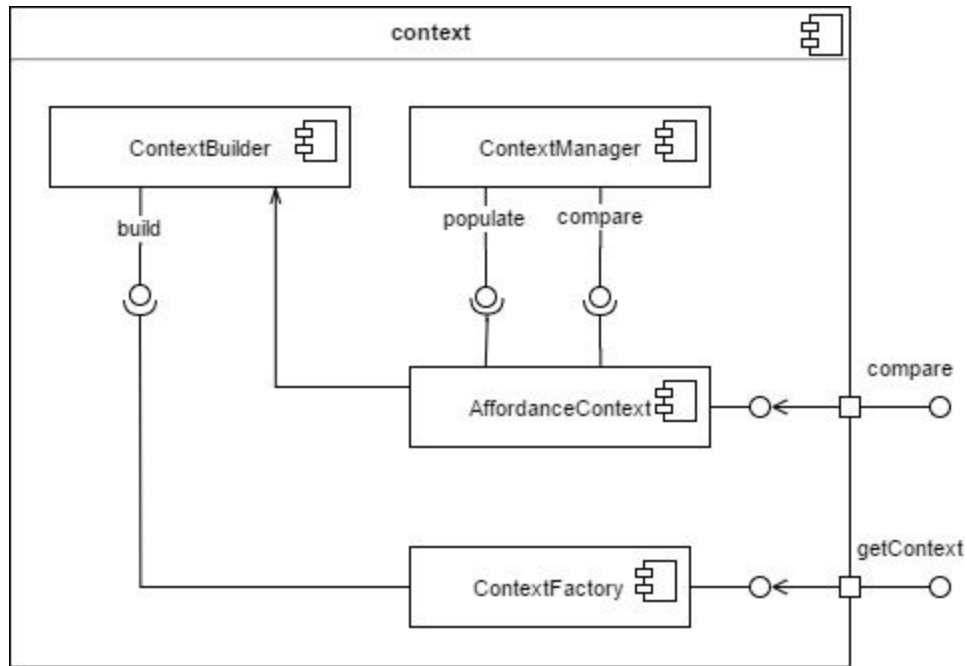 context
ContextBuilder
ContextManager
build
populate
compare
compare
AffordanceContext
getContext
ContextFactory